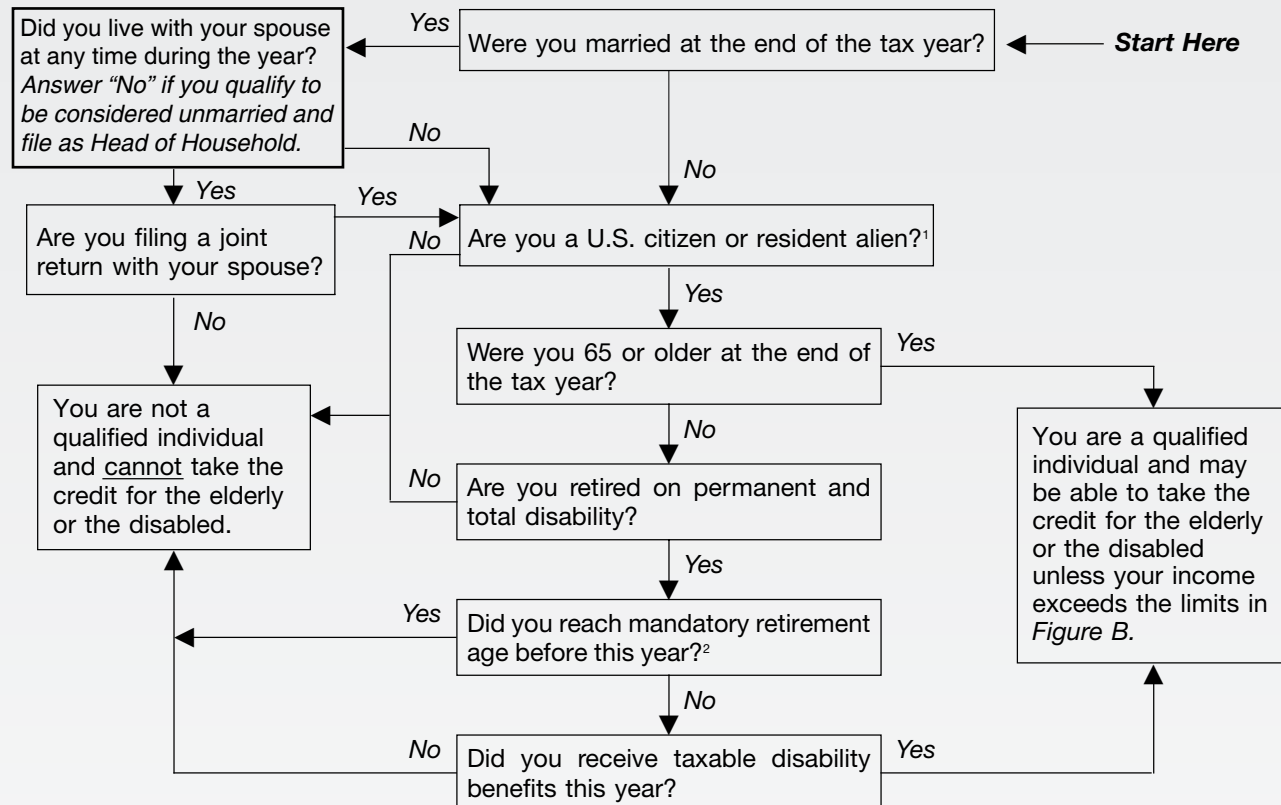 Did you live with your spouse
at any time during the year?
Answer “No” if you qualify to
be considered unmarried and
file as Head of Household.
Yes
Were you married at the end of the tax year?
Start Here
No
No
Yes
Yes
Are you filing a joint
return with your spouse?
No
Are you a U.S. citizen or resident alien?¹
No
Yes
Were you 65 or older at the end of
the tax year?
Yes
You are not a
qualified individual
and cannot take the
credit for the elderly
or the disabled.
No
No
Are you retired on permanent and
total disability?
You are a qualified
individual and may
be able to take the
credit for the elderly
or the disabled
unless your income
exceeds the limits in
Figure B.
Yes
Yes
Did you reach mandatory retirement
age before this year?²
No
No
Did you receive taxable disability
benefits this year?
Yes